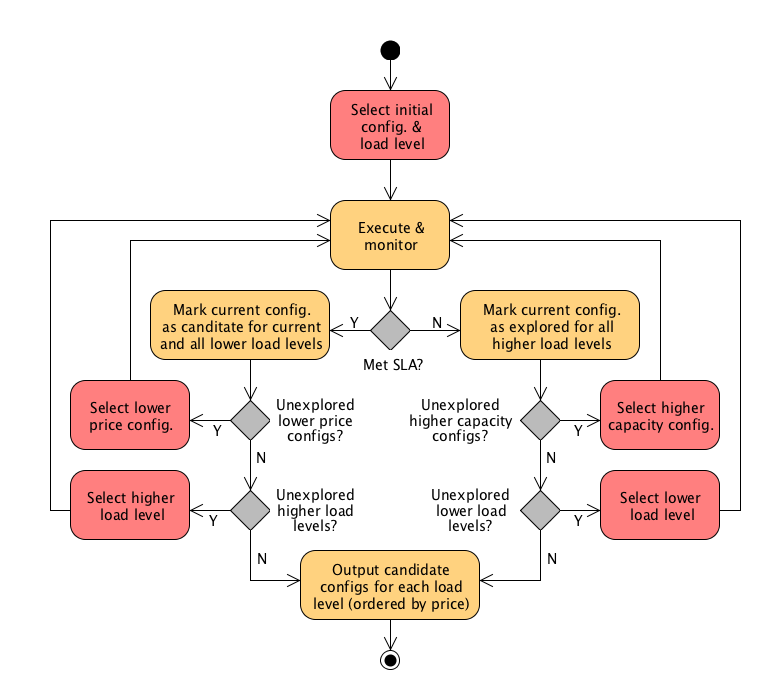 Select initial
config. &
load level
Execute &
monitor
Mark current config.
as canditate for current
and all lower load levels
Y
N
Mark current config.
as explored for all
higher load levels
Met SLA?
Select lower
price config.
Y
Unexplored
lower price
configs?
Unexplored
higher capacity
configs?
Y
Select higher
capacity config.
N
N
Select higher
load level
Y
Unexplored
higher load
levels?
Unexplored
lower load
levels?
Y
Select lower
load level
N
N
Output candidate
configs for each load
level (ordered by price)